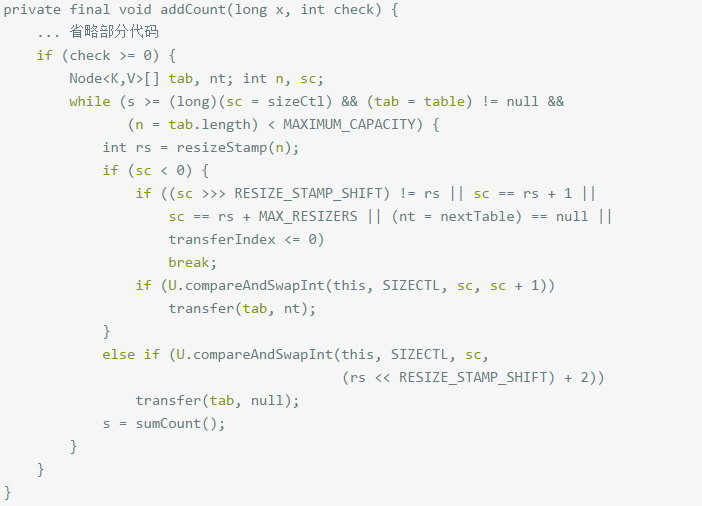 private final void addCount(long x, int check) {
    ... 省略部分代码
    if (check >= 0) {
        Node<K,V>[] tab, nt; int n, sc;
        while (s >= (long)(sc = sizeCtl) && (tab = table) != null &&
               (n = tab.length) < MAXIMUM_CAPACITY) {
            int rs = resizeStamp(n);
            if (sc < 0) {
                if ((sc >>> RESIZE_STAMP_SHIFT) != rs || sc == rs + 1 ||
                    sc == rs + MAX_RESIZERS || (nt = nextTable) == null ||
                    transferIndex <= 0)
                    break;
                if (U.compareAndSwapInt(this, SIZECTL, sc, sc + 1))
                    transfer(tab, nt);
            }
            else if (U.compareAndSwapInt(this, SIZECTL, sc,
                                         (rs << RESIZE_STAMP_SHIFT) + 2))
                transfer(tab, null);
            s = sumCount();
        }
    }
}